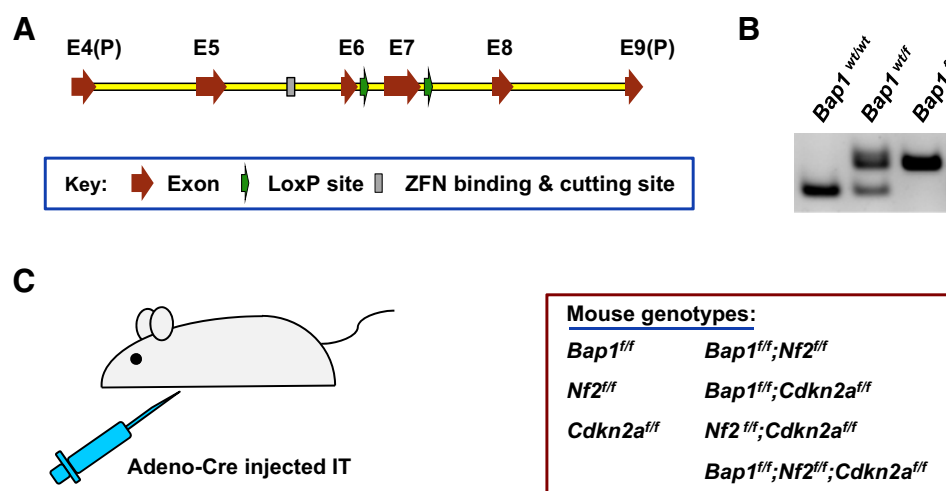 A
B
E4(P) E5 E6 E7 E8 E9(P)
Bap1 wt/wt
Bap1 wt/f
Key: Exon LoxP site ZFN binding & cutting site
C
Mouse genotypes:
Bap1f/f Bap1f/f;Nf2f/f
Nf2f/f Bap1f/f;Cdkn2af/f
Cdkn2af/f Nf2 f/f;Cdkn2af/f
Bap1f/f;Nf2f/f;Cdkn2af/f
Adeno-Cre injected IT